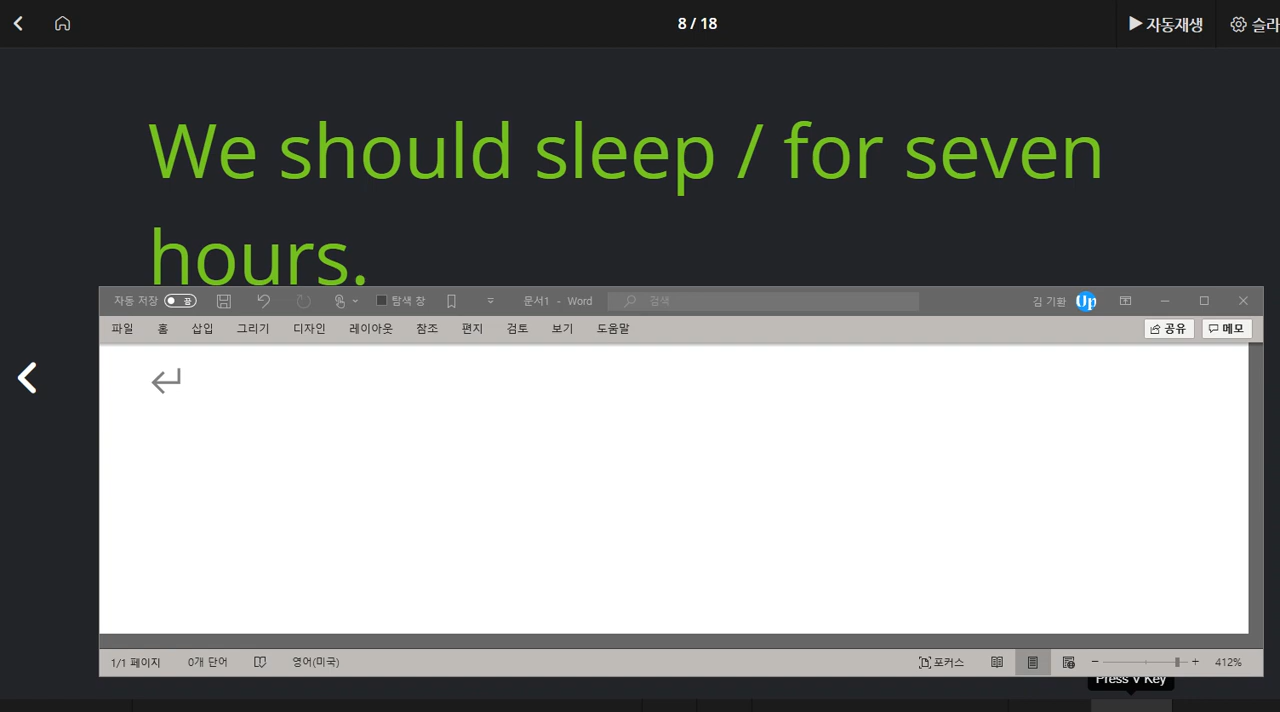 8 / 18
자동재생
슬라
We should sleep / for seven
hours.
자동 저장 끔 탐색 창 문서1 - Word 검색 김 기환 Up
파일 홈 삽입 그리기 디자인 레이아웃 참조 편지 검토 보기 도움말 공유 메모
1/1 페이지 0개 단어 영어(미국) 포커스 412%
Press V Key